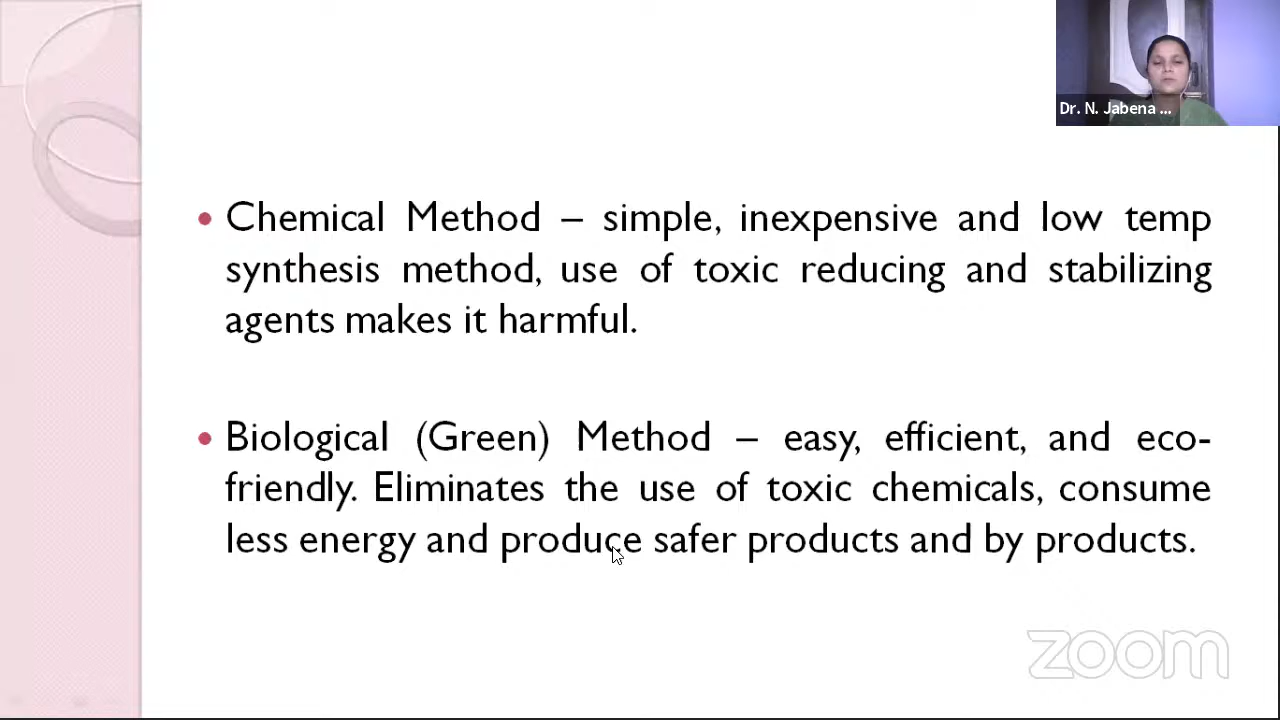 Dr. N. Jabena ...
• Chemical Method – simple, inexpensive and low temp
synthesis method, use of toxic reducing and stabilizing
agents makes it harmful.
• Biological (Green) Method – easy, efficient, and eco-
friendly. Eliminates the use of toxic chemicals, consume
less energy and produce safer products and by products.
zoom